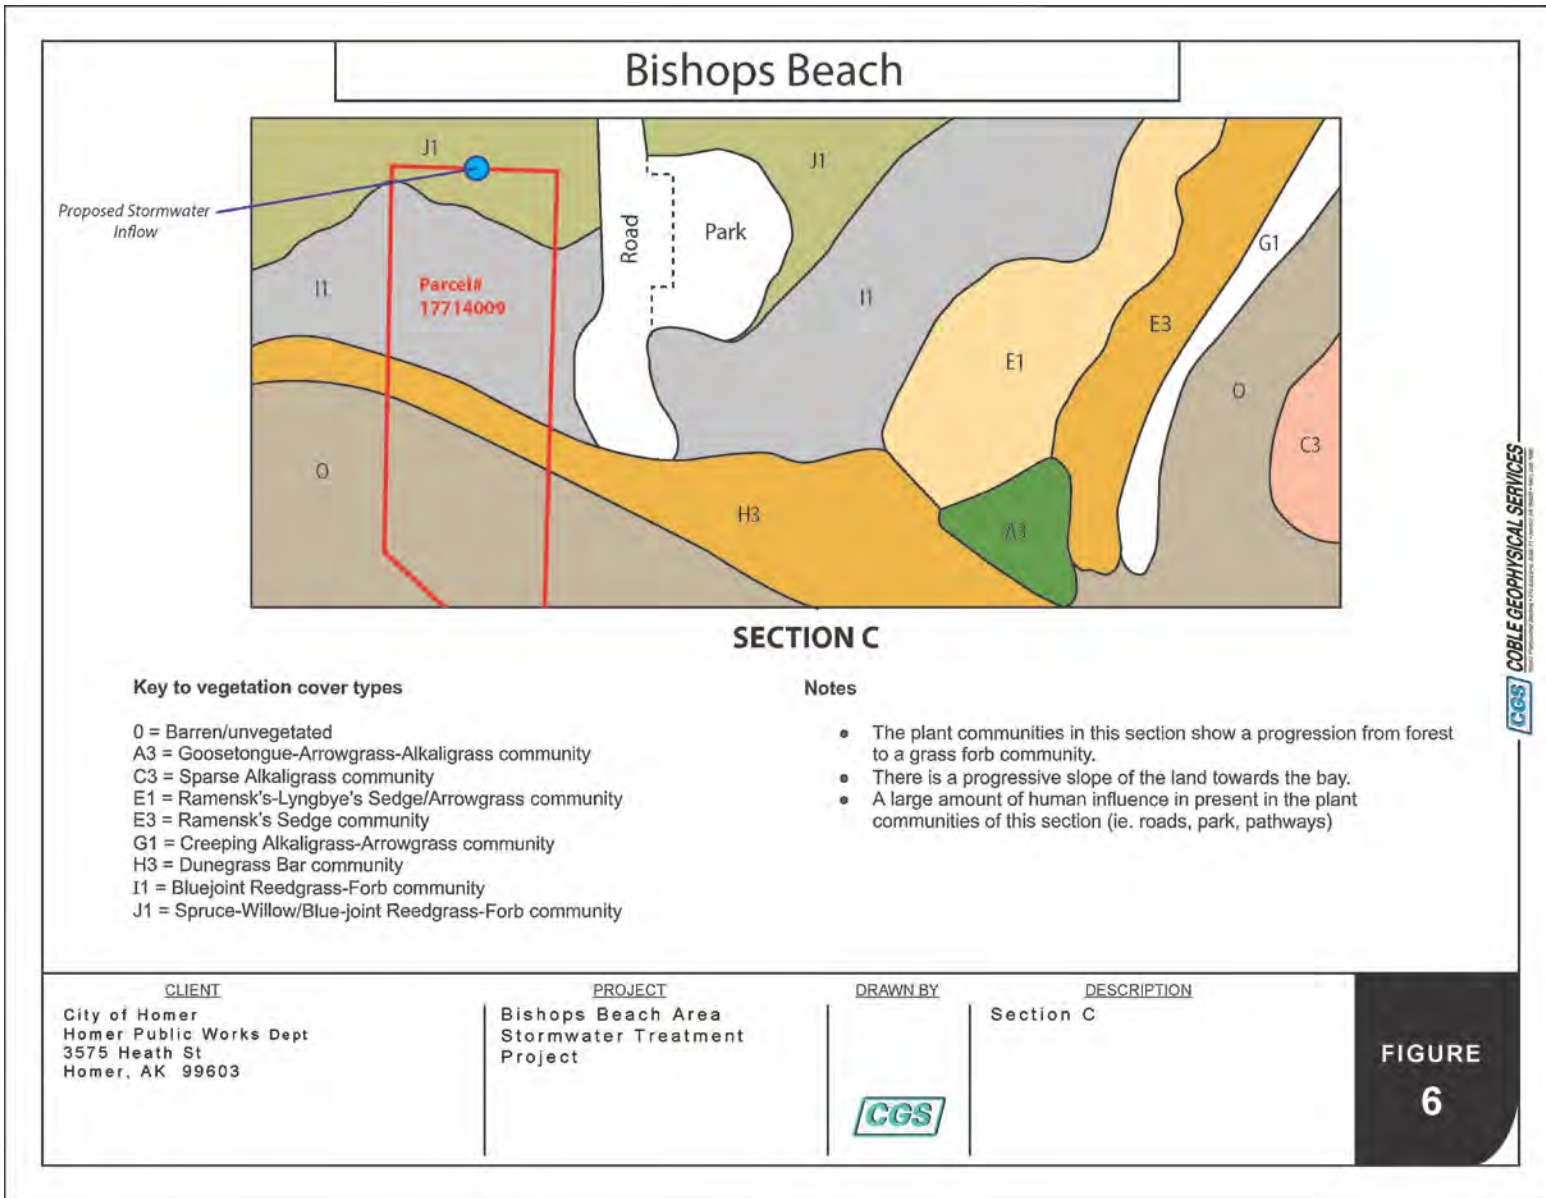 Bishops Beach
J1
J1
Proposed Stormwater
Inflow
Road
Park
G1
I1
Parcel#
17714009
I1
E3
E1
O
C3
O
H3
A3
SECTION C
Key to vegetation cover types
0 = Barren/unvegetated
A3 = Goosetongue-Arrowgrass-Alkaligrass community
C3 = Sparse Alkaligrass community
E1 = Ramensk's-Lyngbye's Sedge/Arrowgrass community
E3 = Ramensk's Sedge community
G1 = Creeping Alkaligrass-Arrowgrass community
H3 = Dunegrass Bar community
I1 = Bluejoint Reedgrass-Forb community
J1 = Spruce-Willow/Blue-joint Reedgrass-Forb community
Notes
• The plant communities in this section show a progression from forest
to a grass forb community.
• There is a progressive slope of the land towards the bay.
• A large amount of human influence in present in the plant
communities of this section (ie. roads, park, pathways)
CGS COBLE GEOPHYSICAL SERVICES
CLIENT
City of Homer
Homer Public Works Dept
3575 Heath St
Homer, AK 99603
PROJECT
Bishops Beach Area
Stormwater Treatment
Project
DRAWN BY
CGS
DESCRIPTION
Section C
FIGURE
6